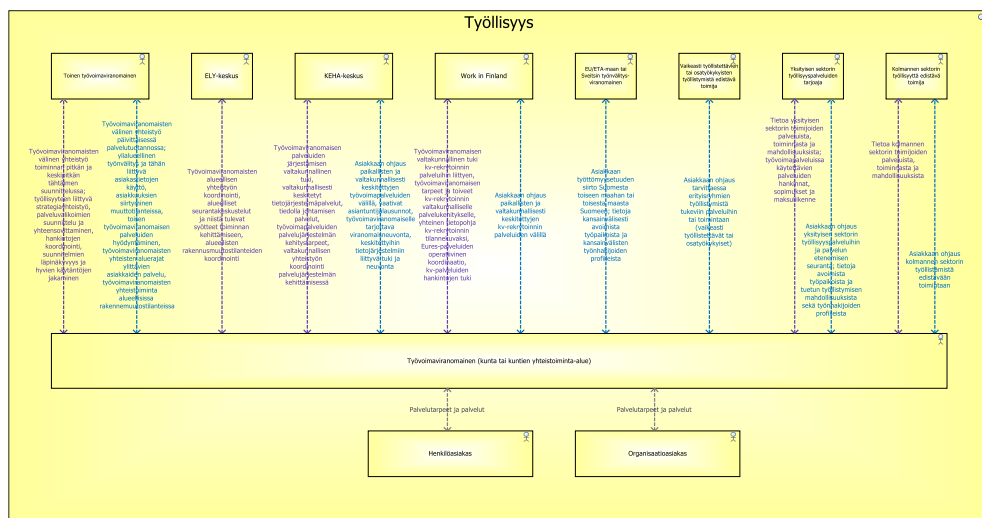 Työllisyys
Toinen työvoimaviranomainen
ELY-keskus
KEHA-keskus
Work in Finland
EU/ETA-maan tai
Sveitsin työnvälitys-
viranomainen
Vaikeasti työllistettävien
tai osatyökykyisten
työllistymistä edistävä
toimija
Yksityisen sektorin
työllisyyspalveluiden
tarjoaja
Kolmannen sektorin
työllisyyttä edistävä
toimija
Työvoimaviranomaisten
välinen yhteistyö
toiminnan pitkän ja
keskipitkän
tähtäimen
suunnittelussa;
työllisyyteen liittyvä
strategiayhteistyö,
palveluvalikoimien
suunnittelu ja
yhteensovittaminen,
hankintojen
koordinointi,
suunnitelmien
läpinäkyvyys ja
hyvien käytäntöjen
jakaminen
Työvoimaviranomaisten
välinen yhteistyö
päivittäisessä
palvelutuotannossa;
ylialueellinen
työnvälitys ja tähän
liittyvä
asiakastietojen
käyttö,
asiakkuuksien
siirtyminen
muuttotilanteissa,
toisen
työvoimaviranomaisen
palveluiden
hyödyntäminen,
työvoimaviranomaisten
yhteistenaluerajat
ylittävien
asiakkaiden palvelu,
työvoimaviranomaisten
yhteistoiminta
alueellisissa
rakennemuutostilanteissa
Työvoimaviranomaisten
alueellisen
yhteistyön
koordinointi,
alueelliset
seurantakeskustelut
ja niistä tulevat
syötteet toiminnan
kehittämiseen,
alueellisten
rakennusmuutostilanteiden
koordinointi
Työvoimaviranomaisen
palveluiden
järjestämisen
valtakunnallinen
tuki,
valtakunnallisesti
keskitetyt
tietojärjestemäpalvelut,
tiedolla johtamisen
palvelut,
työvoimapalveluiden
palvelujärjestelmän
kehitystarpeet,
valtakunnallisen
yhteistyön
koordinointi
palvelujärjestelmän
kehittämisessä
Asiakkaan ohjaus
paikallisten ja
valtakunnallisesti
keskitettyjen
työvoimapalveluiden
välillä, vaativat
asiantuntijalausunnot,
työvoimaviranomaiselle
tarjottava
viranomaisneuvonta,
keskitettyihin
tietojärjestelmiin
liittyvä tuki ja
neuvonta
Työvoimaviranomaisen
valtakunnallinen tuki
kv-rekrytoinnin
palveluihin liittyen,
työvoimaviranomaisen
tarpeet ja toiveet
kv-rekrytoinnin
valtakunnalliselle
palvelukehitykselle,
yhteinen tietopohja
kv-rekrytoinnin
tilannekuvaksi,
Eures-palveluiden
operatiivinen
koordinaatio,
kv-palveluiden
hankintojen tuki
Asiakkaan ohjaus
paikallisten ja
valtakunnallisesti
keskitettyjen
kv-rekrytoinnin
palveluiden välillä
Asiakkaan
työttömyysetuuden
siirto Suomesta
toiseen maahan tai
toisesta maasta
Suomeen; tietoja
kansainvälisesti
avoimista
työpaikoista ja
kansainvälisten
työnhakijoiden
profiileista
Asiakkaan ohjaus
tarvittaessa
erityisryhmien
työllistymistä
tukeviin palveluihin
tai toimintaan
(vaikeasti
työllistettävät tai
osatyökykyiset)
Tietoa yksityisen
sektorin toimijoiden
palveluista,
toiminnasta ja
mahdollisuuksista;
työvoimapalveluissa
käytettävien
palveluiden
hankinnat,
sopimukset ja
maksuliikenne
Asiakkaan ohjaus
yksityisen sektorin
työllisyyspalveluihin
ja palvelun
etenemisen
seuranta; tietoja
avoimista
työpaikoista ja
tuetun työllistymisen
mahdollisuuksista
sekä työnhakijoiden
profiileista
Tietoa kolmannen
sektorin toimijoiden
palveluista,
toiminnasta ja
mahdollisuuksista
Asiakkaan ohjaus
kolmannen sektorin
työllistämistä
edistävään
toimintaan
Työvoimaviranomainen (kunta tai kuntien yhteistoiminta-alue)
Palvelutarpeet ja palvelut
Palvelutarpeet ja palvelut
Henkilöasiakas
Organisaatioasiakas